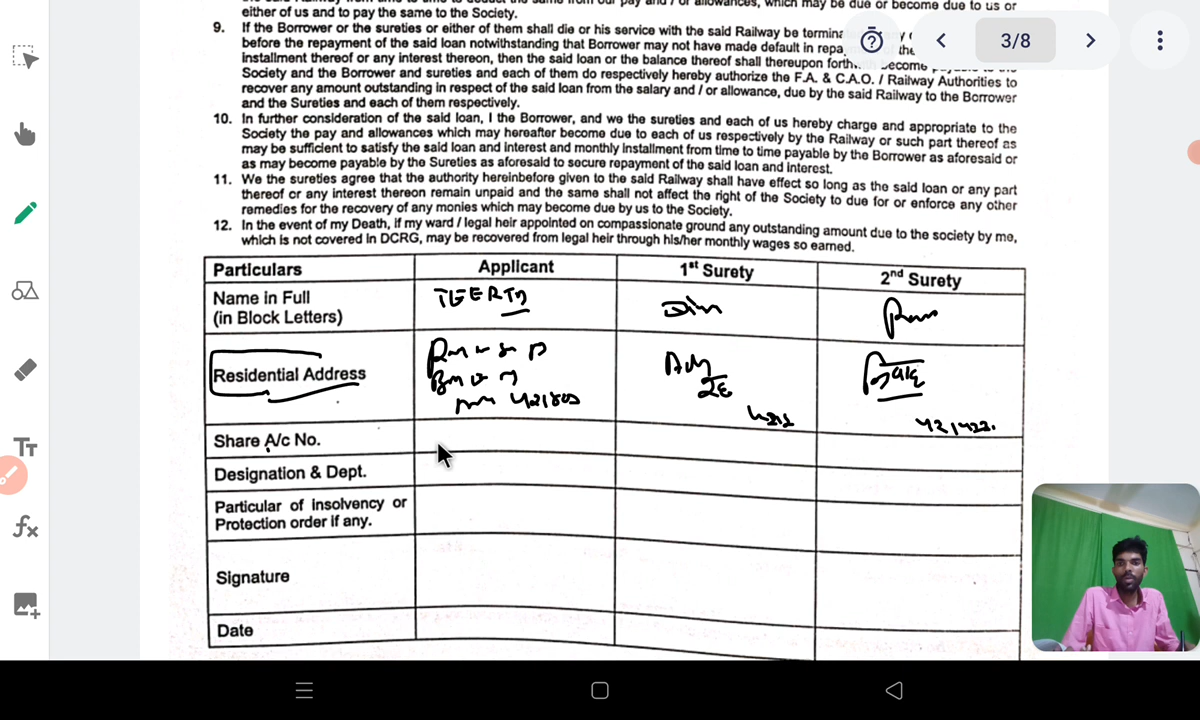 either of us and to pay the same to the Society.
9. If the Borrower or the sureties or either of them shall die or his service with the said Railway be termina
before the repayment of the said loan notwithstanding that Borrower may not have made default in repa the
Installment thereof or any interest thereon, then the said loan or the balance thereof shall thereupon forth become
Society and the Borrower and sureties and each of them do respectively hereby authorize the F.A. & C.A.O. / Railway Authorities to
recover any amount outstanding in respect of the said loan from the salary and / or allowance, due by the said Railway to the Borrower
and the Sureties and each of them respectively.
10. In further consideration of the said loan, I the Borrower, and we the sureties and each of us hereby charge and appropriate to the
Society the pay and allowances which may hereafter become due to each of us respectively by the Railway or such part thereof as
may be sufficient to satisfy the said loan and interest and monthly installment from time to time payable by the Borrower as aforesaid or
as may become payable by the Sureties as aforesaid to secure repayment of the said loan and interest.
11. We the sureties agree that the authority hereinbefore given to the said Railway shall have effect so long as the said loan or any part
thereof or any interest thereon remain unpaid and the same shall not affect the right of the Society to due for or enforce any other
remedies for the recovery of any monies which may become due by us to the Society.
12. In the event of my Death, if my ward / legal heir appointed on compassionate ground any outstanding amount due to the society by me,
which is not covered in DCRG, may be recovered from legal heir through his/her monthly wages so earned.
3/8
Particulars Applicant 1st Surety 2nd Surety
Name in Full
(in Block Letters)
Residential Address
421422.
Share A/c No.
Designation & Dept.
Particular of insolvency or
Protection order if any.
Signature
Date
Tт
fx